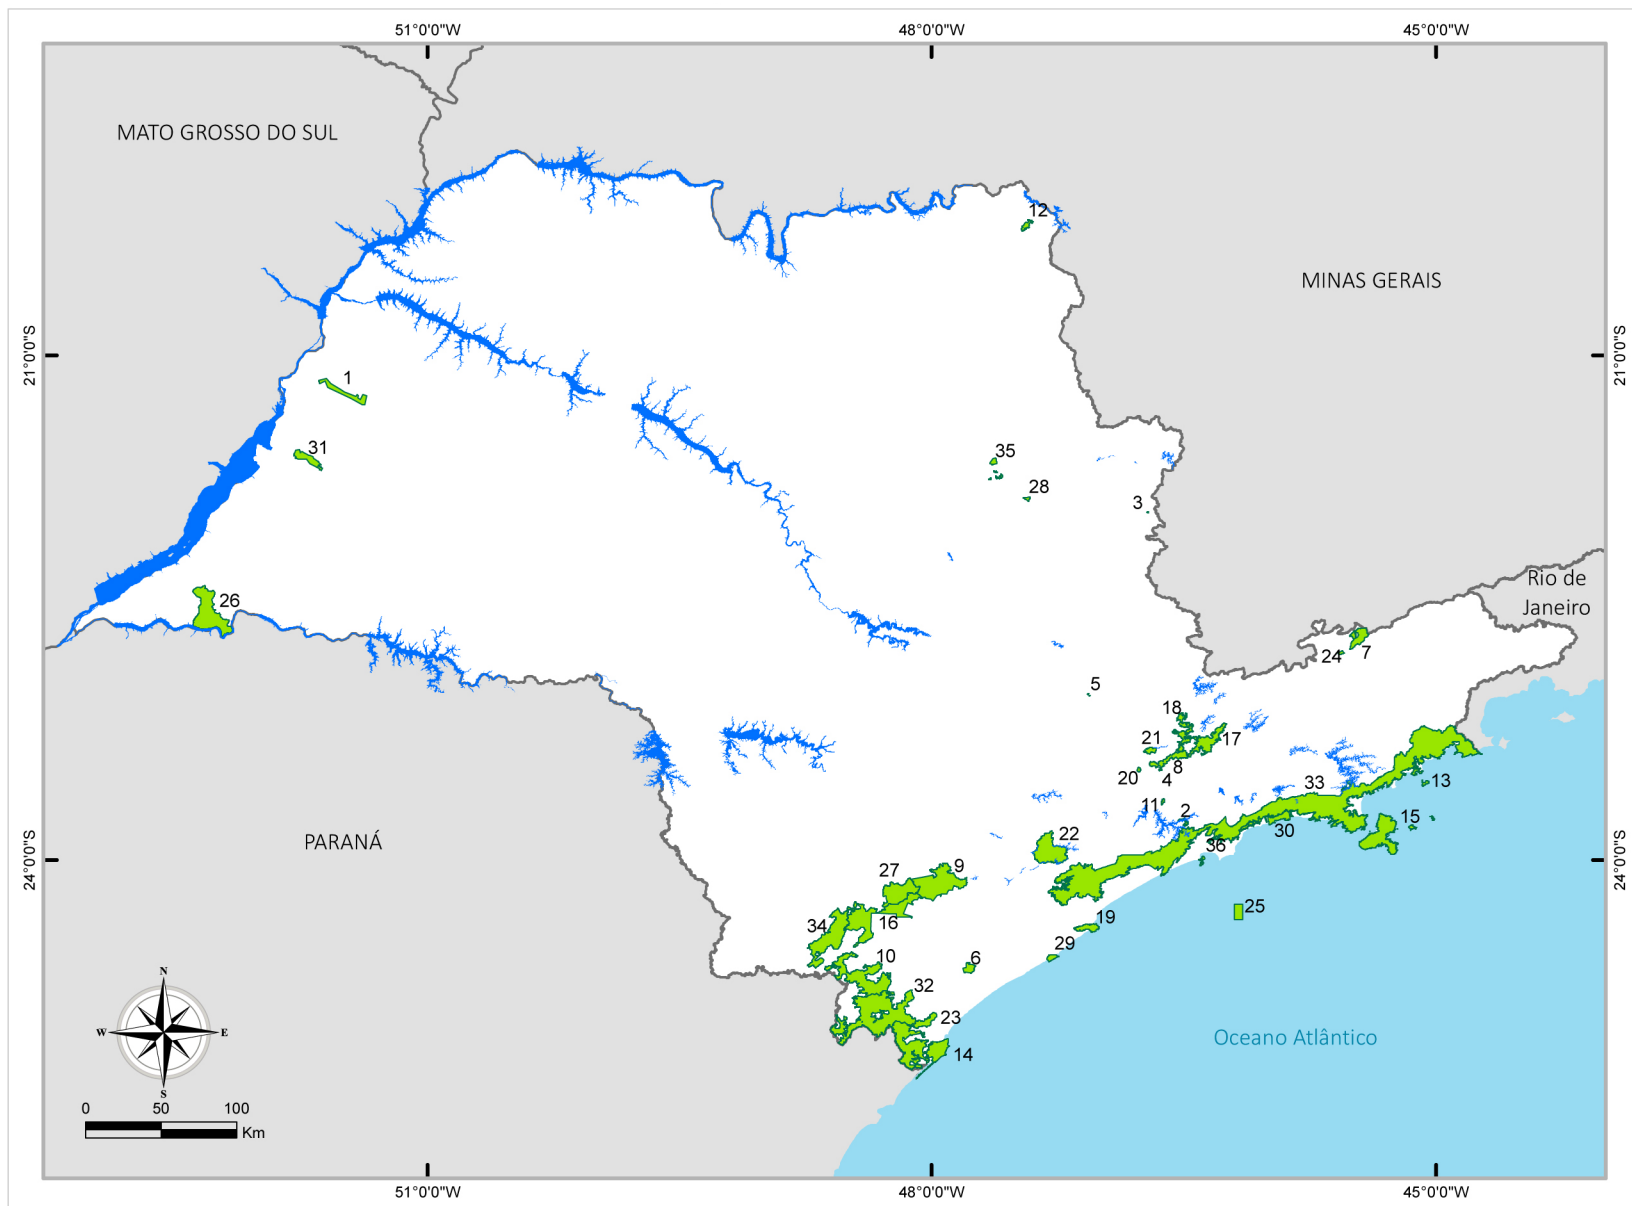 51°0'0"W 48°0'0"W 45°0'0"W
MATO GROSSO DO SUL
12
MINAS GERAIS
21°0'0"S 21°0'0"S
1
31
35
28
3
Rio de
Janeiro
26
24 7
5
18
21 17
20 8
4
33 13
11 2
15
30
36
PARANÁ
22
24°0'0"S 24°0'0"S
27 9
25
19
34 16
29
6
10
32
23
14
Oceano Atlântico
N
W E
S
0 50 100
Km
51°0'0"W 48°0'0"W 45°0'0"W